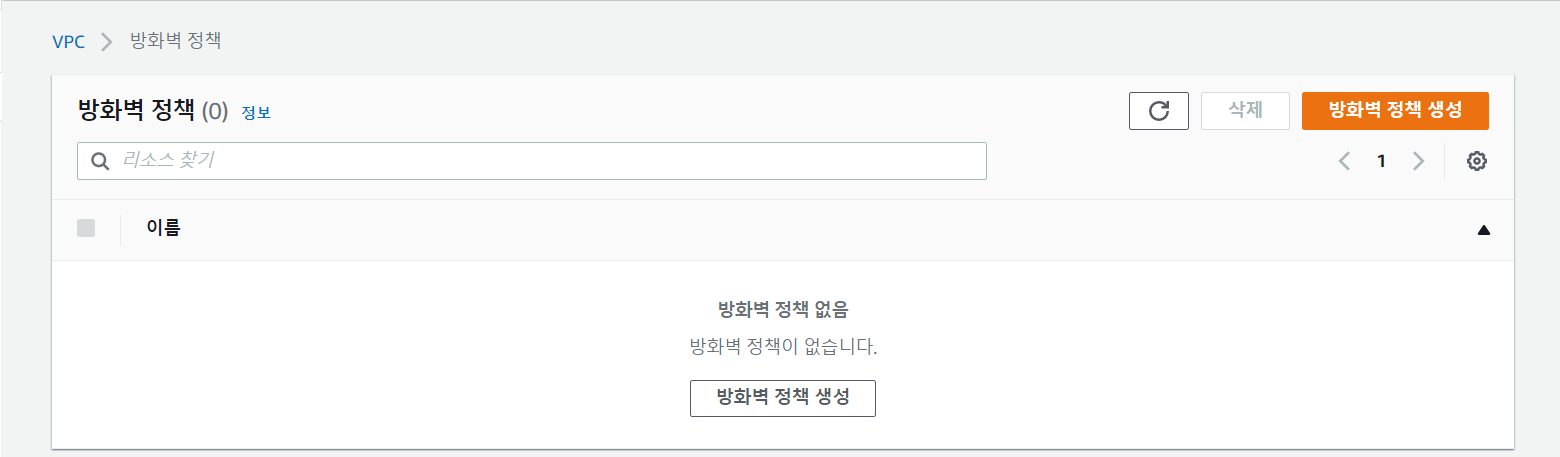 VPC > 방화벽 정책
방화벽 정책 (0) 정보
삭제
방화벽 정책 생성
리소스 찾기
1
이름
방화벽 정책 없음
방화벽 정책이 없습니다.
방화벽 정책 생성